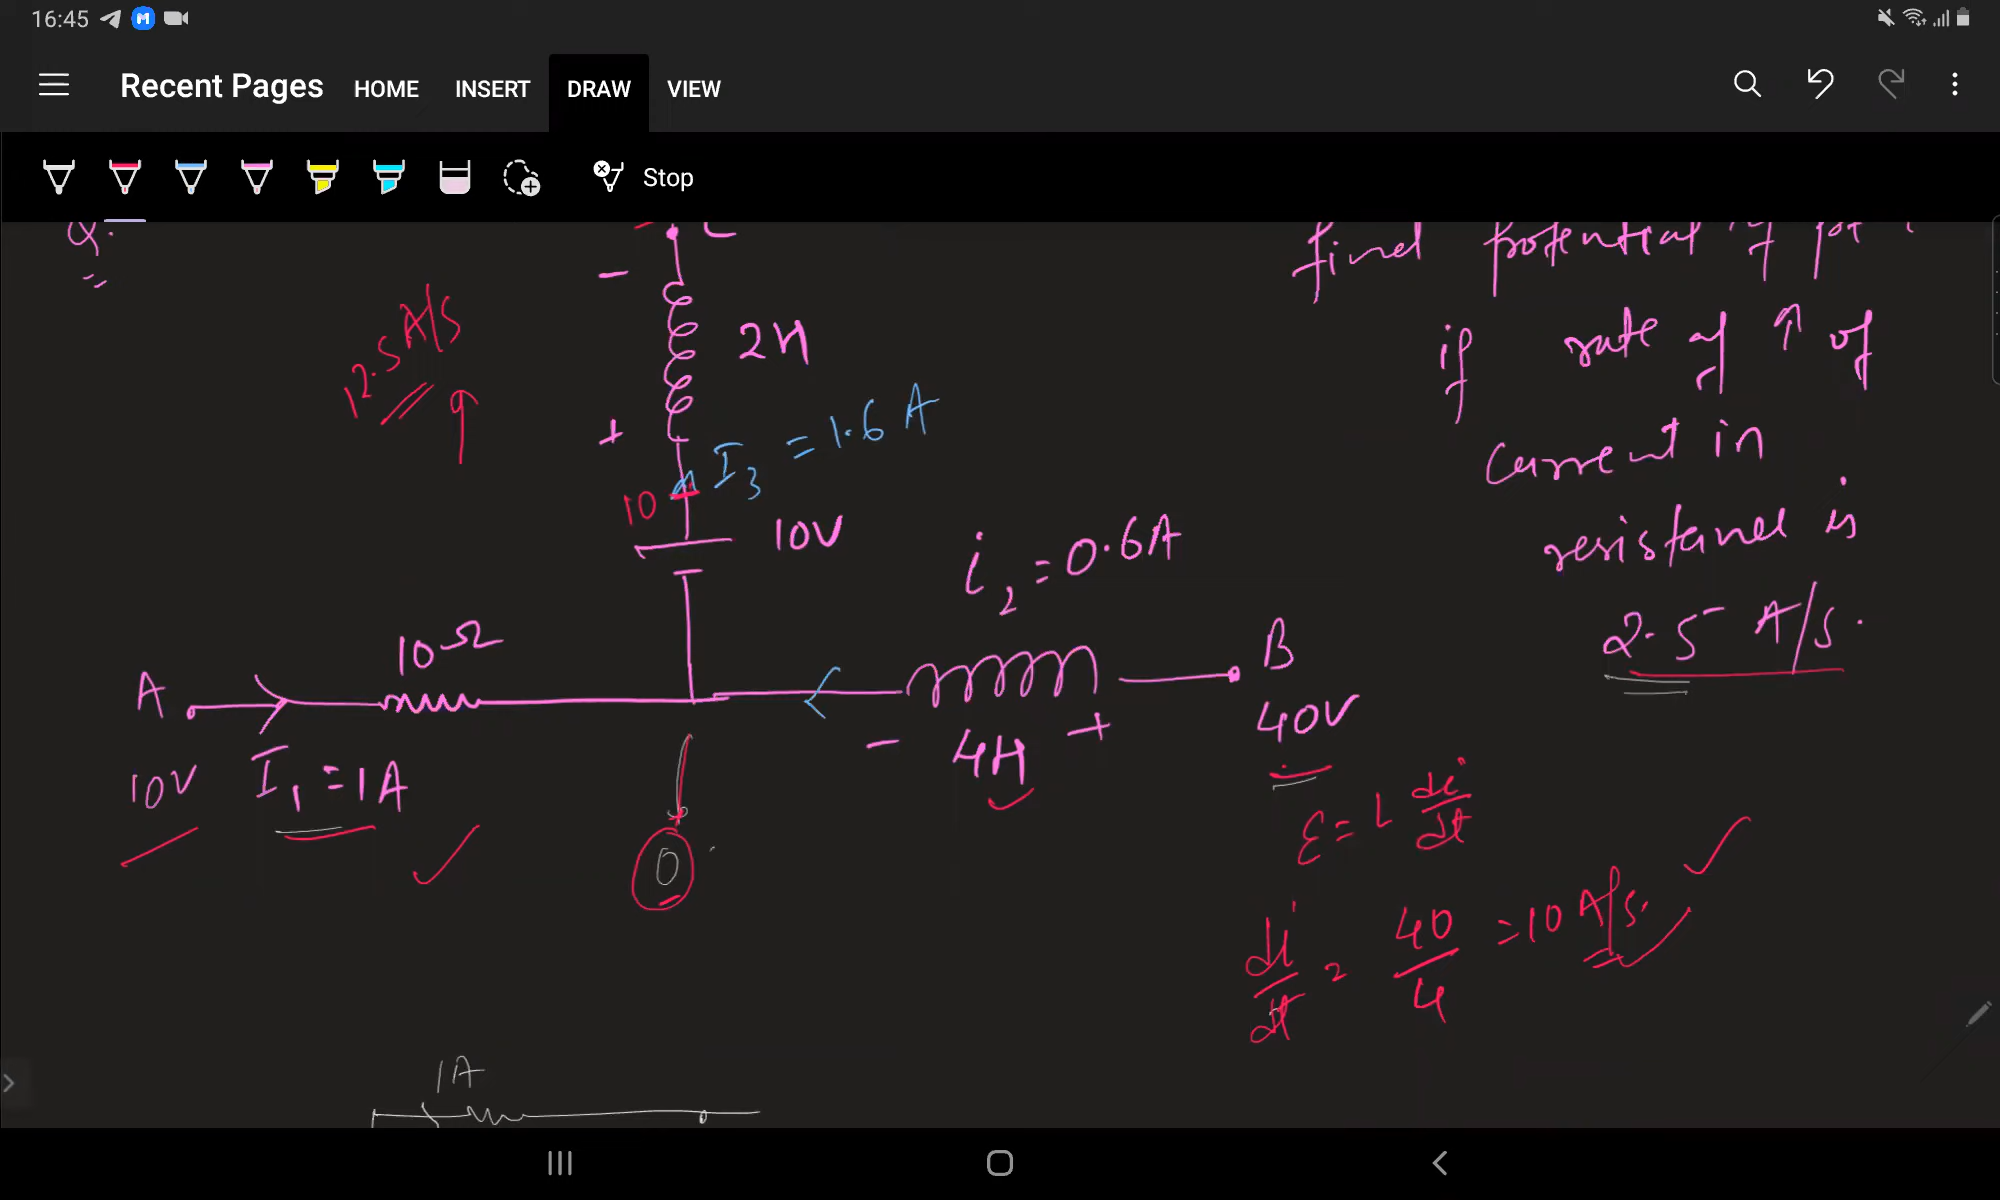 16:45
Recent Pages HOME INSERT DRAW VIEW
Stop
Q.
C
find potential of pt
-
if rate of ↑ of
current in
resistance is
2.5 A/s.
12.5 A/s ↑
2H
+
I3 = 1.6 A
10
10V
i2 = 0.6A
10Ω
A
B
40V
- 4H +
10V I1 = 1A
0
ε = L di/dt
di/dt = 40/4 = 10 A/s.
1A